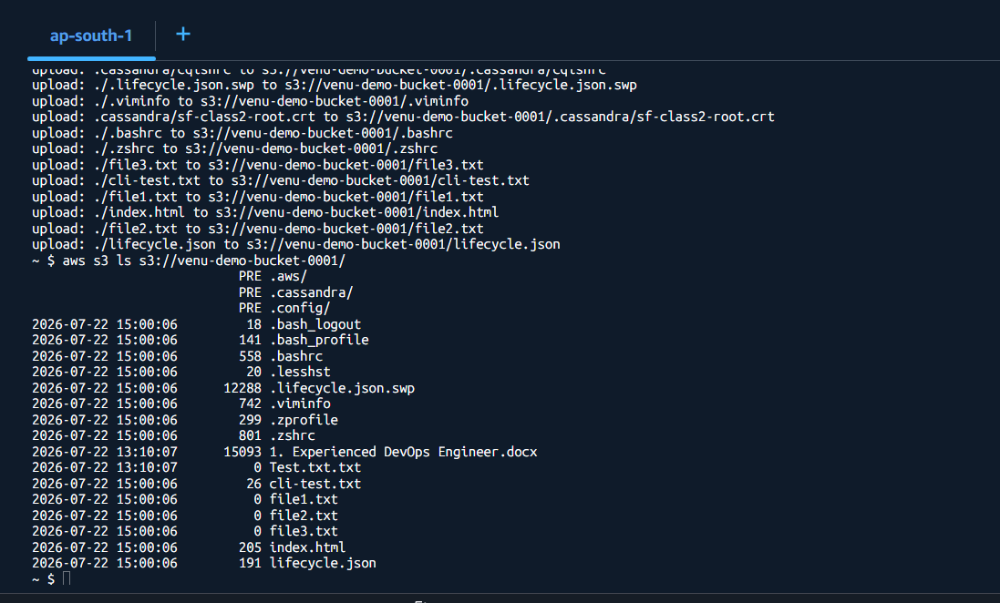 ap-south-1 +
upload: .cassandra/cqlshrc to s3://venu-demo-bucket-0001/.cassandra/cqlshrc
upload: ./.lifecycle.json.swp to s3://venu-demo-bucket-0001/.lifecycle.json.swp
upload: ./.viminfo to s3://venu-demo-bucket-0001/.viminfo
upload: .cassandra/sf-class2-root.crt to s3://venu-demo-bucket-0001/.cassandra/sf-class2-root.crt
upload: ./.bashrc to s3://venu-demo-bucket-0001/.bashrc
upload: ./.zshrc to s3://venu-demo-bucket-0001/.zshrc
upload: ./file3.txt to s3://venu-demo-bucket-0001/file3.txt
upload: ./cli-test.txt to s3://venu-demo-bucket-0001/cli-test.txt
upload: ./file1.txt to s3://venu-demo-bucket-0001/file1.txt
upload: ./index.html to s3://venu-demo-bucket-0001/index.html
upload: ./file2.txt to s3://venu-demo-bucket-0001/file2.txt
upload: ./lifecycle.json to s3://venu-demo-bucket-0001/lifecycle.json
~ $ aws s3 ls s3://venu-demo-bucket-0001/
PRE .aws/
PRE .cassandra/
PRE .config/
2026-07-22 15:00:06 18 .bash_logout
2026-07-22 15:00:06 141 .bash_profile
2026-07-22 15:00:06 558 .bashrc
2026-07-22 15:00:06 20 .lesshst
2026-07-22 15:00:06 12288 .lifecycle.json.swp
2026-07-22 15:00:06 742 .viminfo
2026-07-22 15:00:06 299 .zprofile
2026-07-22 15:00:06 801 .zshrc
2026-07-22 13:10:07 15093 1. Experienced DevOps Engineer.docx
2026-07-22 13:10:07 0 Test.txt.txt
2026-07-22 15:00:06 26 cli-test.txt
2026-07-22 15:00:06 0 file1.txt
2026-07-22 15:00:06 0 file2.txt
2026-07-22 15:00:06 0 file3.txt
2026-07-22 15:00:06 205 index.html
2026-07-22 15:00:06 191 lifecycle.json
~ $